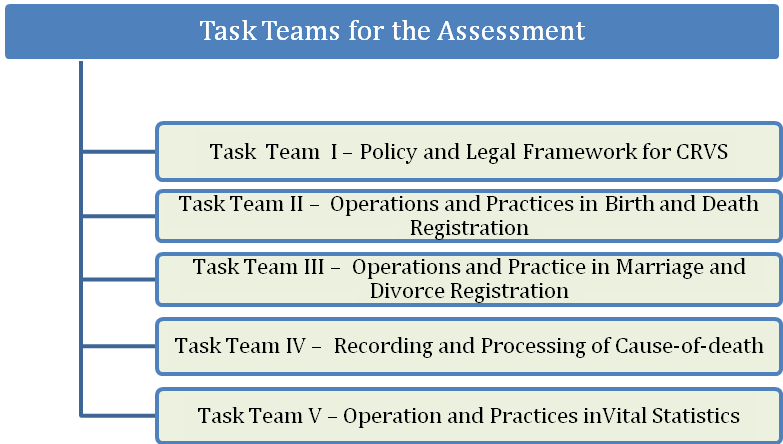 Task Teams for the Assessment
Task Team I – Policy and Legal Framework for CRVS
Task Team II – Operations and Practices in Birth and Death
Registration
Task Team III – Operations and Practice in Marriage and
Divorce Registration
Task Team IV – Recording and Processing of Cause-of-death
Task Team V – Operation and Practices inVital Statistics